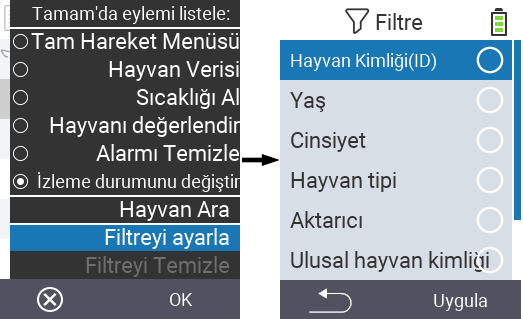 Tamam'da eylemi listele:
Tam Hareket Menüsü
Hayvan Verisi
Sıcaklığı Al
Hayvanı değerlendir
Alarmı Temizle
İzleme durumunu değiştir
Hayvan Ara
Filtreyi ayarla
Filtreyi Temizle
OK
Filtre
Hayvan Kimliği(ID)
Yaş
Cinsiyet
Hayvan tipi
Aktarıcı
Ulusal hayvan kimliği
Uygula